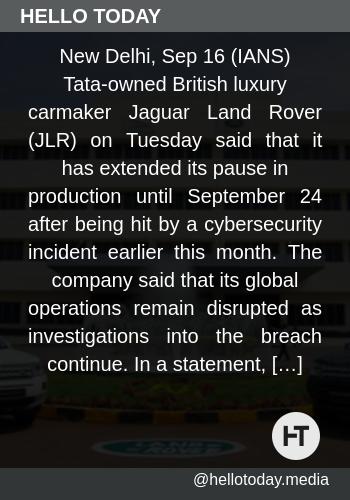 HELLO TODAY
New Delhi, Sep 16 (IANS)
Tata-owned British luxury
carmaker Jaguar Land Rover
(JLR) on Tuesday said that it
has extended its pause in
production until September 24
after being hit by a cybersecurity
incident earlier this month. The
company said that its global
operations remain disrupted as
investigations into the breach
continue. In a statement, […]
HT
@hellotoday.media